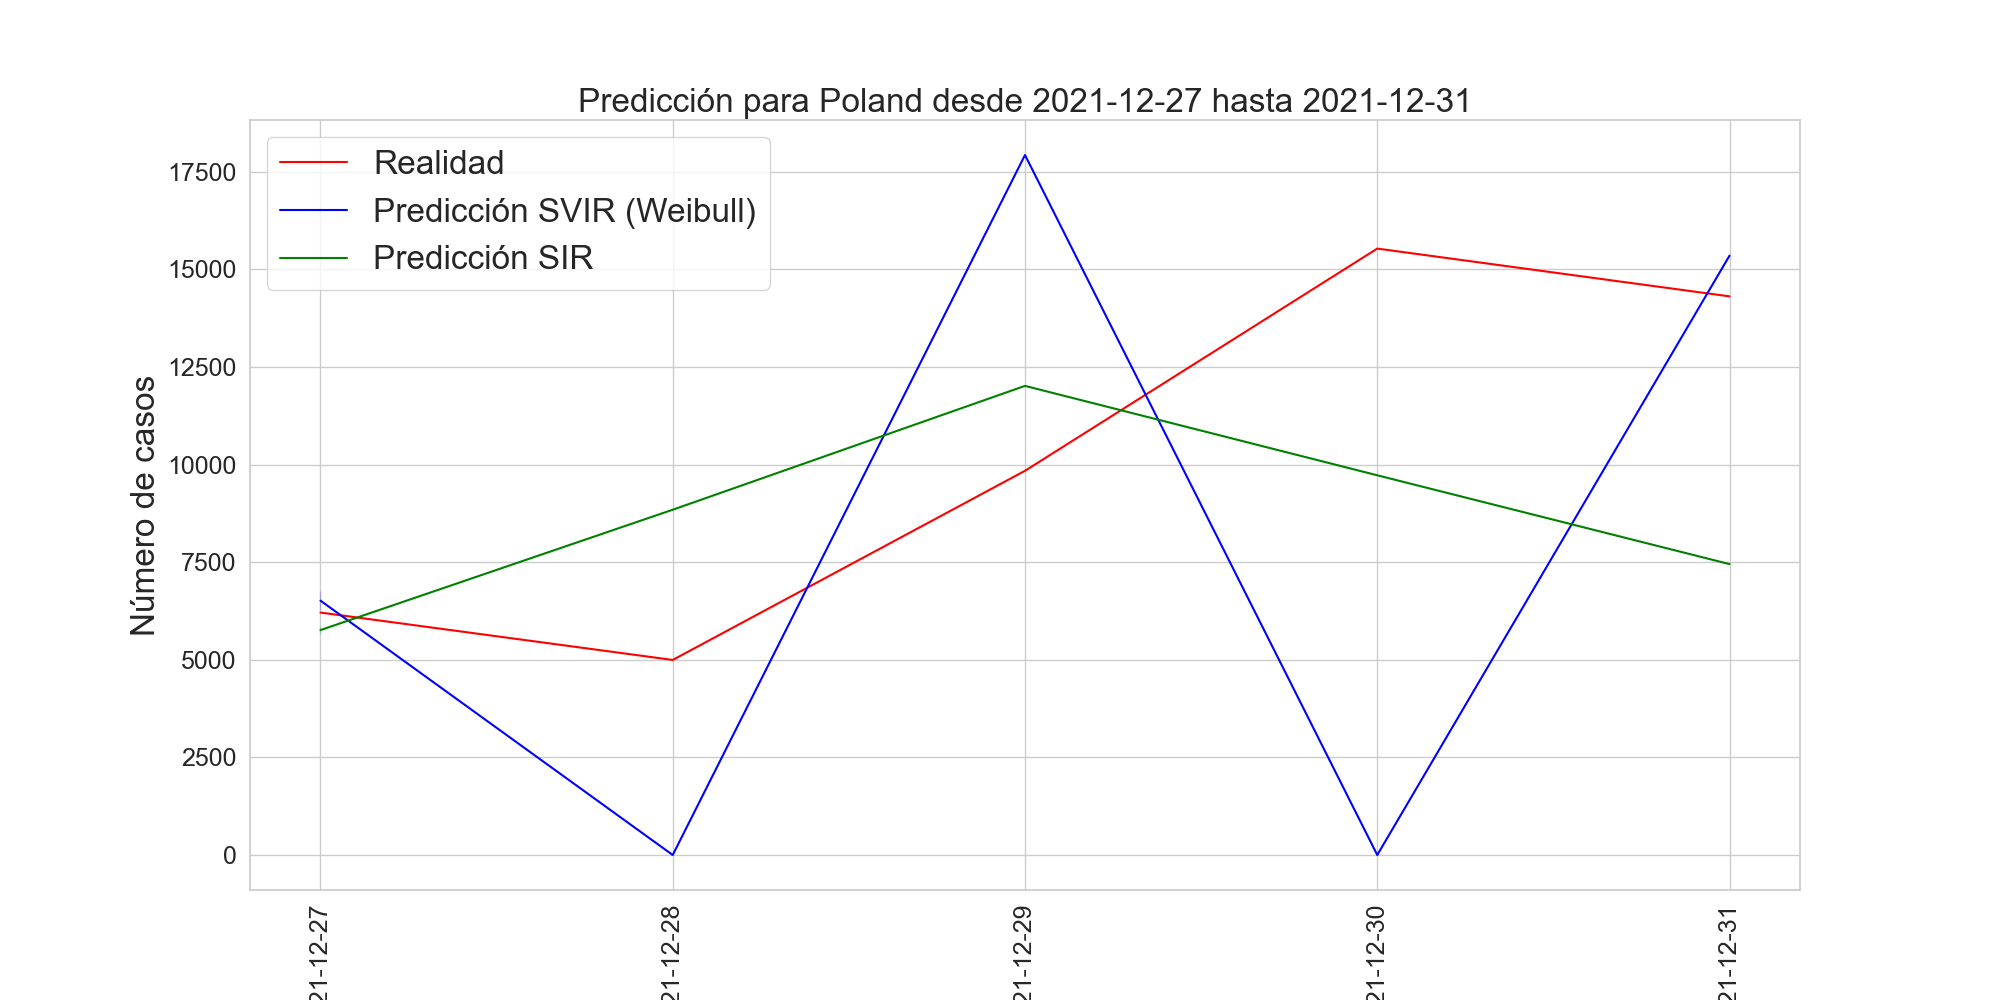 Predicción para Poland desde 2021-12-27 hasta 2021-12-31
Realidad
Predicción SVIR (Weibull)
Predicción SIR
Número de casos
17500
15000
12500
10000
7500
5000
2500
0
21-12-27
21-12-28
21-12-29
21-12-30
21-12-31